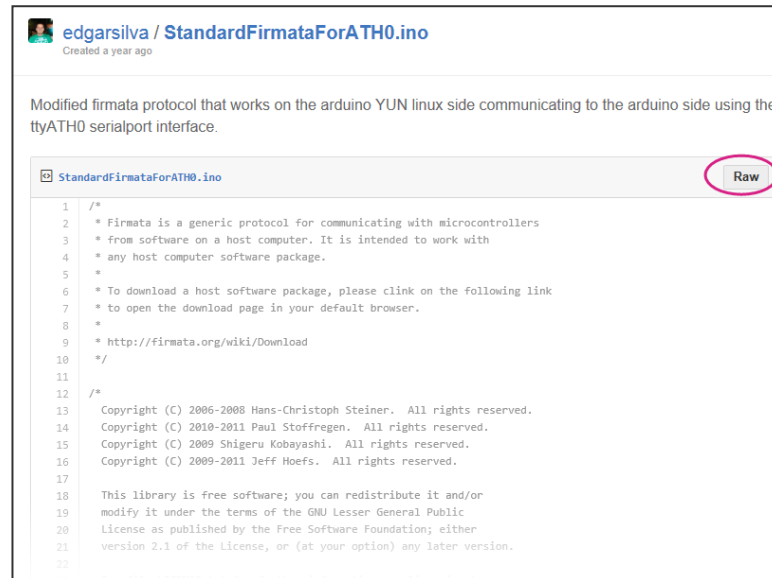 edgarsilva / StandardFirmataForATH0.ino
Created a year ago
Modified firmata protocol that works on the arduino YUN linux side communicating to the arduino side using the
ttyATH0 serialport interface.
StandardFirmataForATH0.ino
Raw
1 /*
2 * Firmata is a generic protocol for communicating with microcontrollers
3 * from software on a host computer. It is intended to work with
4 * any host computer software package.
5 *
6 * To download a host software package, please clink on the following link
7 * to open the download page in your default browser.
8 *
9 * http://firmata.org/wiki/Download
10 */
11
12 /*
13 Copyright (C) 2006-2008 Hans-Christoph Steiner.  All rights reserved.
14 Copyright (C) 2010-2011 Paul Stoffregen.  All rights reserved.
15 Copyright (C) 2009 Shigeru Kobayashi.  All rights reserved.
16 Copyright (C) 2009-2011 Jeff Hoefs.  All rights reserved.
17
18 This library is free software; you can redistribute it and/or
19 modify it under the terms of the GNU Lesser General Public
20 License as published by the Free Software Foundation; either
21 version 2.1 of the License, or (at your option) any later version.
22